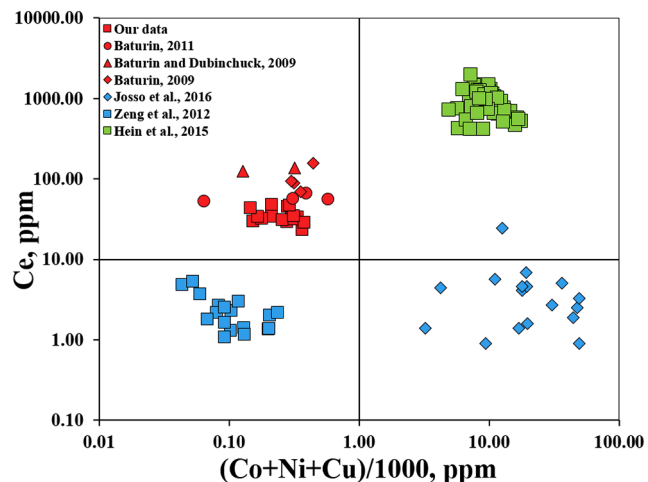 10000.00
1000.00
100.00
10.00
1.00
0.10
Ce, ppm
Our data
Baturin, 2011
Baturin and Dubinchuck, 2009
Baturin, 2009
Josso et al., 2016
Zeng et al., 2012
Hein et al., 2015
0.01 0.10 1.00 10.00 100.00
(Co+Ni+Cu)/1000, ppm